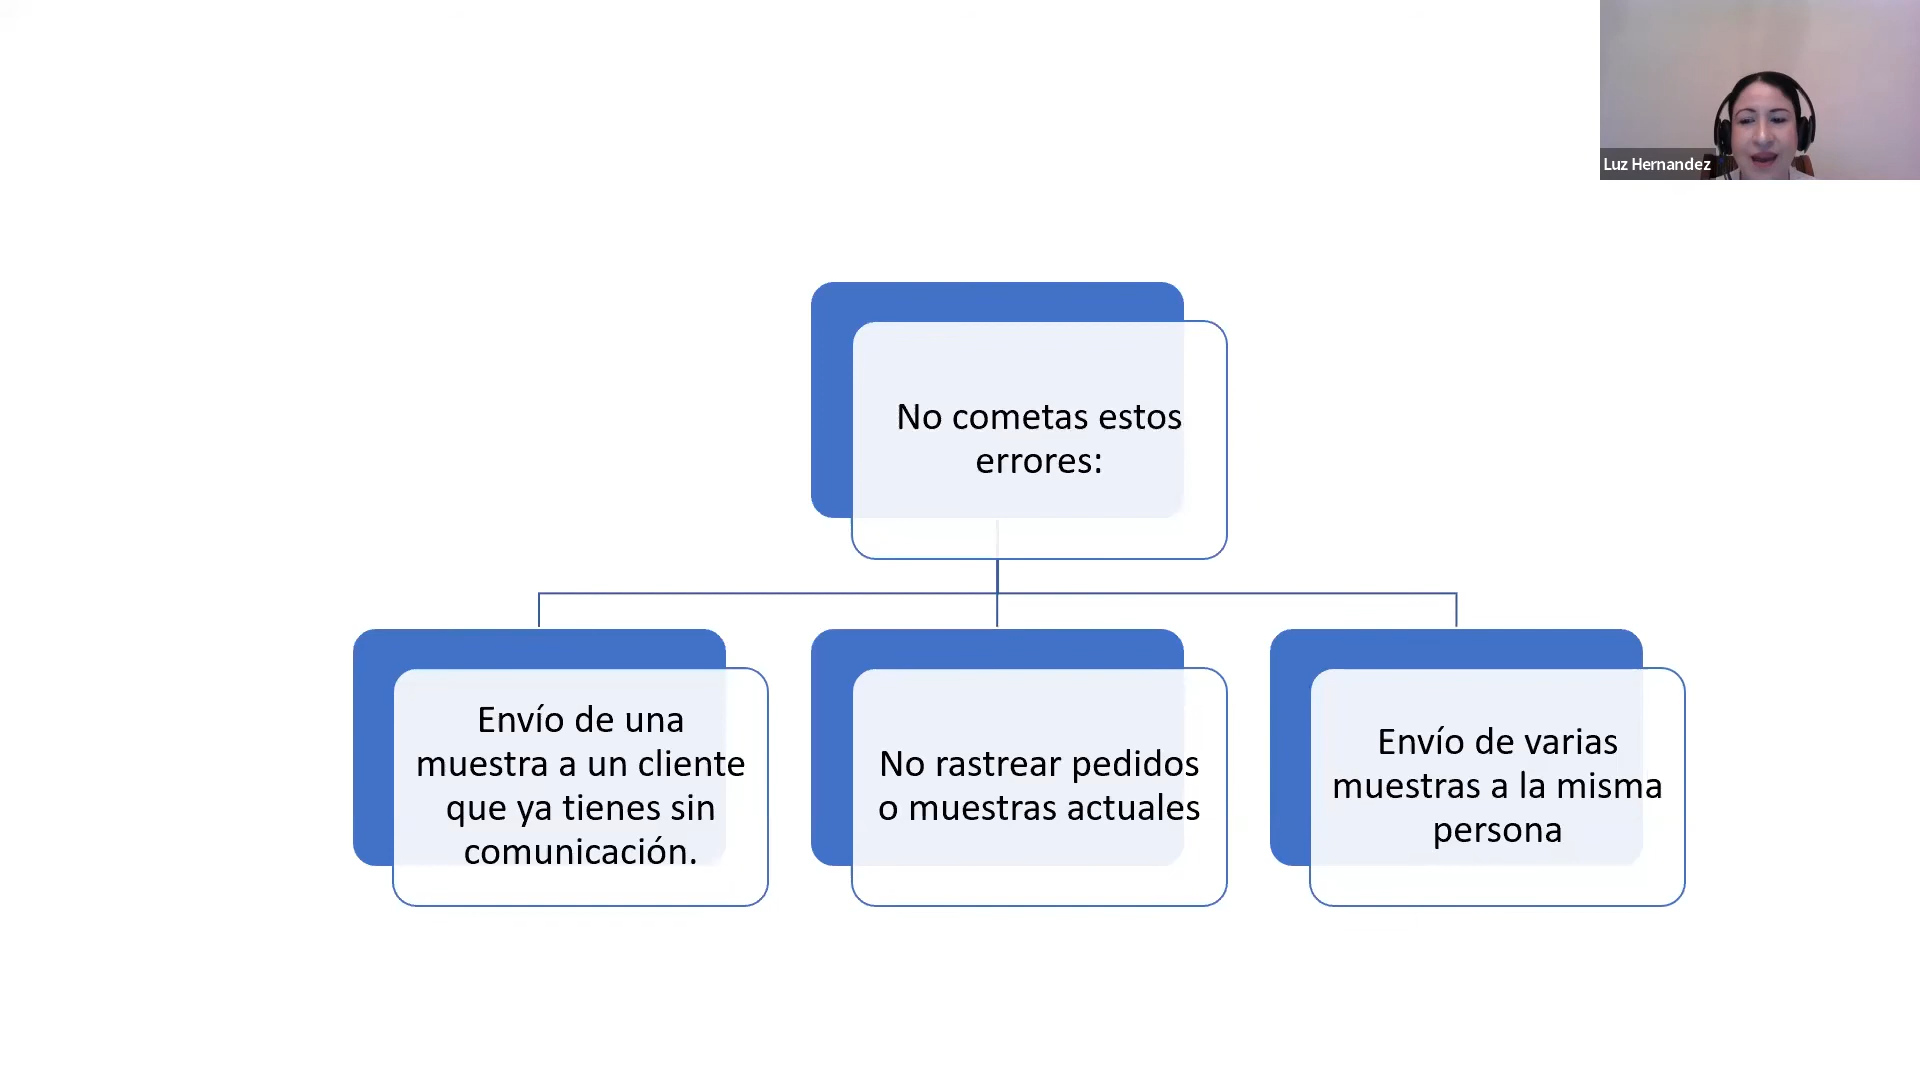 Luz Hernandez
No cometas estos
errores:
Envío de una
muestra a un cliente
que ya tienes sin
comunicación.
No rastrear pedidos
o muestras actuales
Envío de varias
muestras a la misma
persona